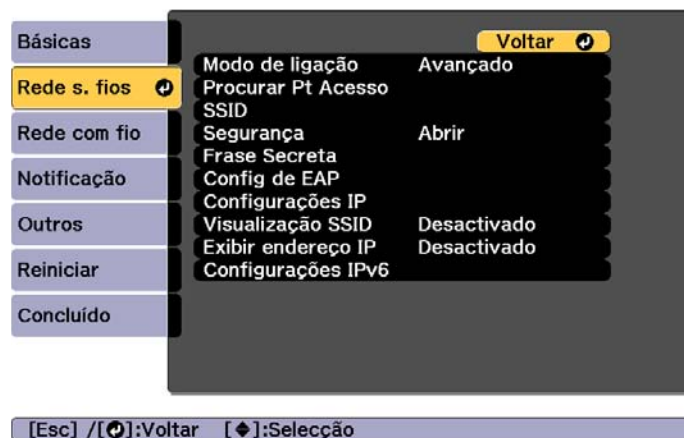 Básicas
Rede s. fios
Rede com fio
Notificação
Outros
Reiniciar
Concluído
Voltar
Modo de ligação Avançado
Procurar Pt Acesso
SSID
Segurança Abrir
Frase Secreta
Config de EAP
Configurações IP
Visualização SSID Desactivado
Exibir endereço IP Desactivado
Configurações IPv6
[Esc] /[ ]:Voltar [ ]:Selecção